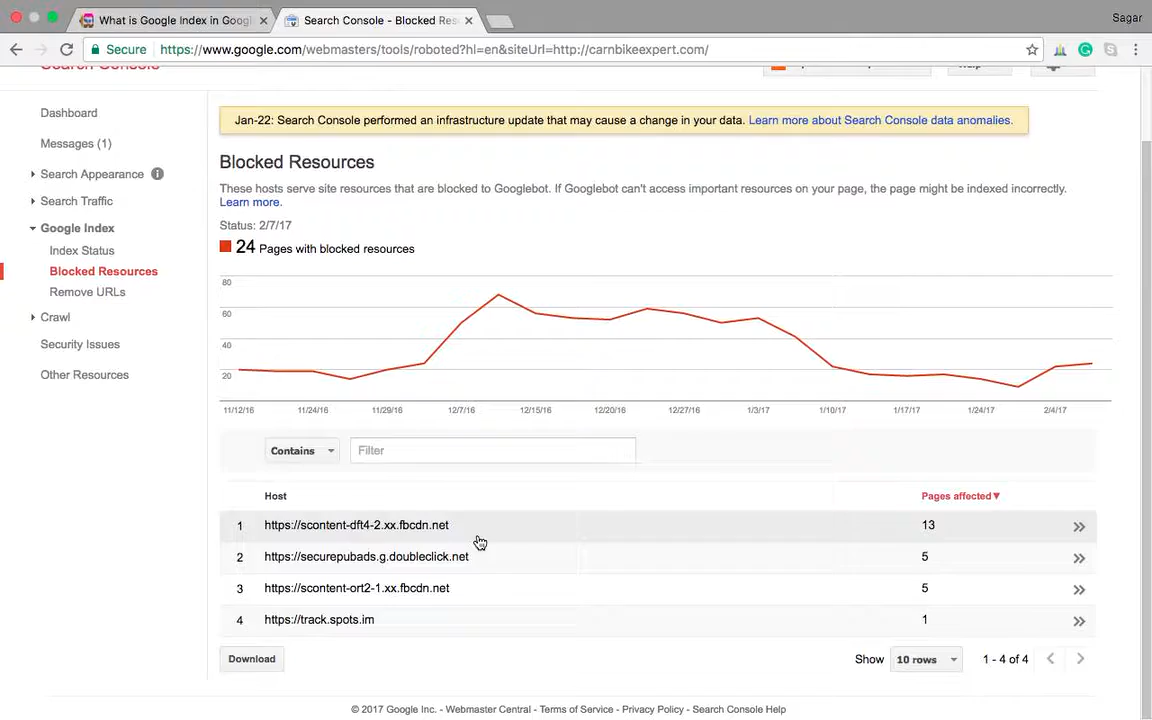 What is Google Index in Googl
Search Console - Blocked Res
Sagar
Secure https://www.google.com/webmasters/tools/roboted?hl=en&siteUrl=http://carnbikeexpert.com/
Search Console
Help
Dashboard
Messages (1)
Search Appearance
Search Traffic
Google Index
Index Status
Blocked Resources
Remove URLs
Crawl
Security Issues
Other Resources
Jan-22: Search Console performed an infrastructure update that may cause a change in your data. Learn more about Search Console data anomalies.
Blocked Resources
These hosts serve site resources that are blocked to Googlebot. If Googlebot can't access important resources on your page, the page might be indexed incorrectly.
Learn more.
Status: 2/7/17
24 Pages with blocked resources
80
60
40
20
11/12/16 11/24/16 11/29/16 12/7/16 12/15/16 12/20/16 12/27/16 1/3/17 1/10/17 1/17/17 1/24/17 2/4/17
Contains Filter
Host Pages affected▼
1 https://scontent-dft4-2.xx.fbcdn.net 13 »
2 https://securepubads.g.doubleclick.net 5 »
3 https://scontent-ort2-1.xx.fbcdn.net 5 »
4 https://track.spots.im 1 »
Download Show 10 rows 1 - 4 of 4
© 2017 Google Inc. - Webmaster Central - Terms of Service - Privacy Policy - Search Console Help